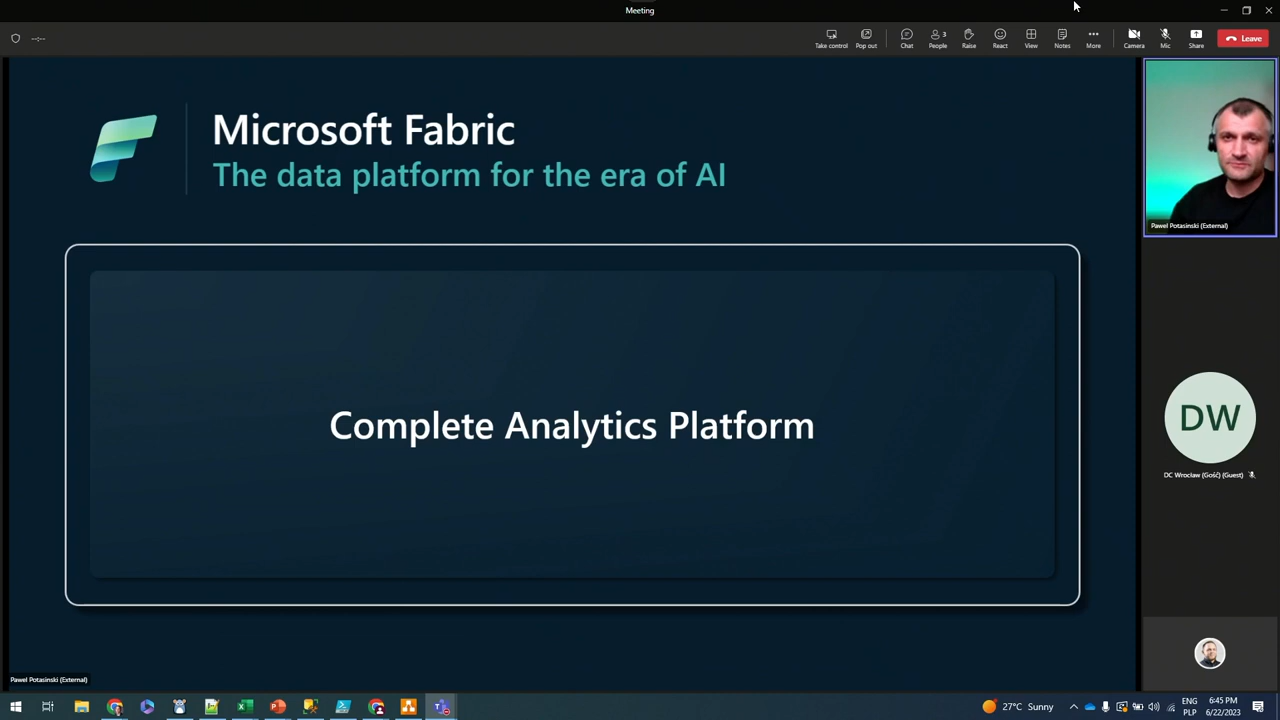 Meeting
--:--
Take control
Pop out
Chat
3
People
Raise
React
View
Notes
More
Camera
Mic
Share
Leave
Microsoft Fabric
The data platform for the era of AI
Complete Analytics Platform
Pawel Potasinski (External)
DW
DC Wrocław (Gość) (Guest)
Pawel Potasinski (External)
27°C Sunny
ENG
PLP
6:45 PM
6/22/2023